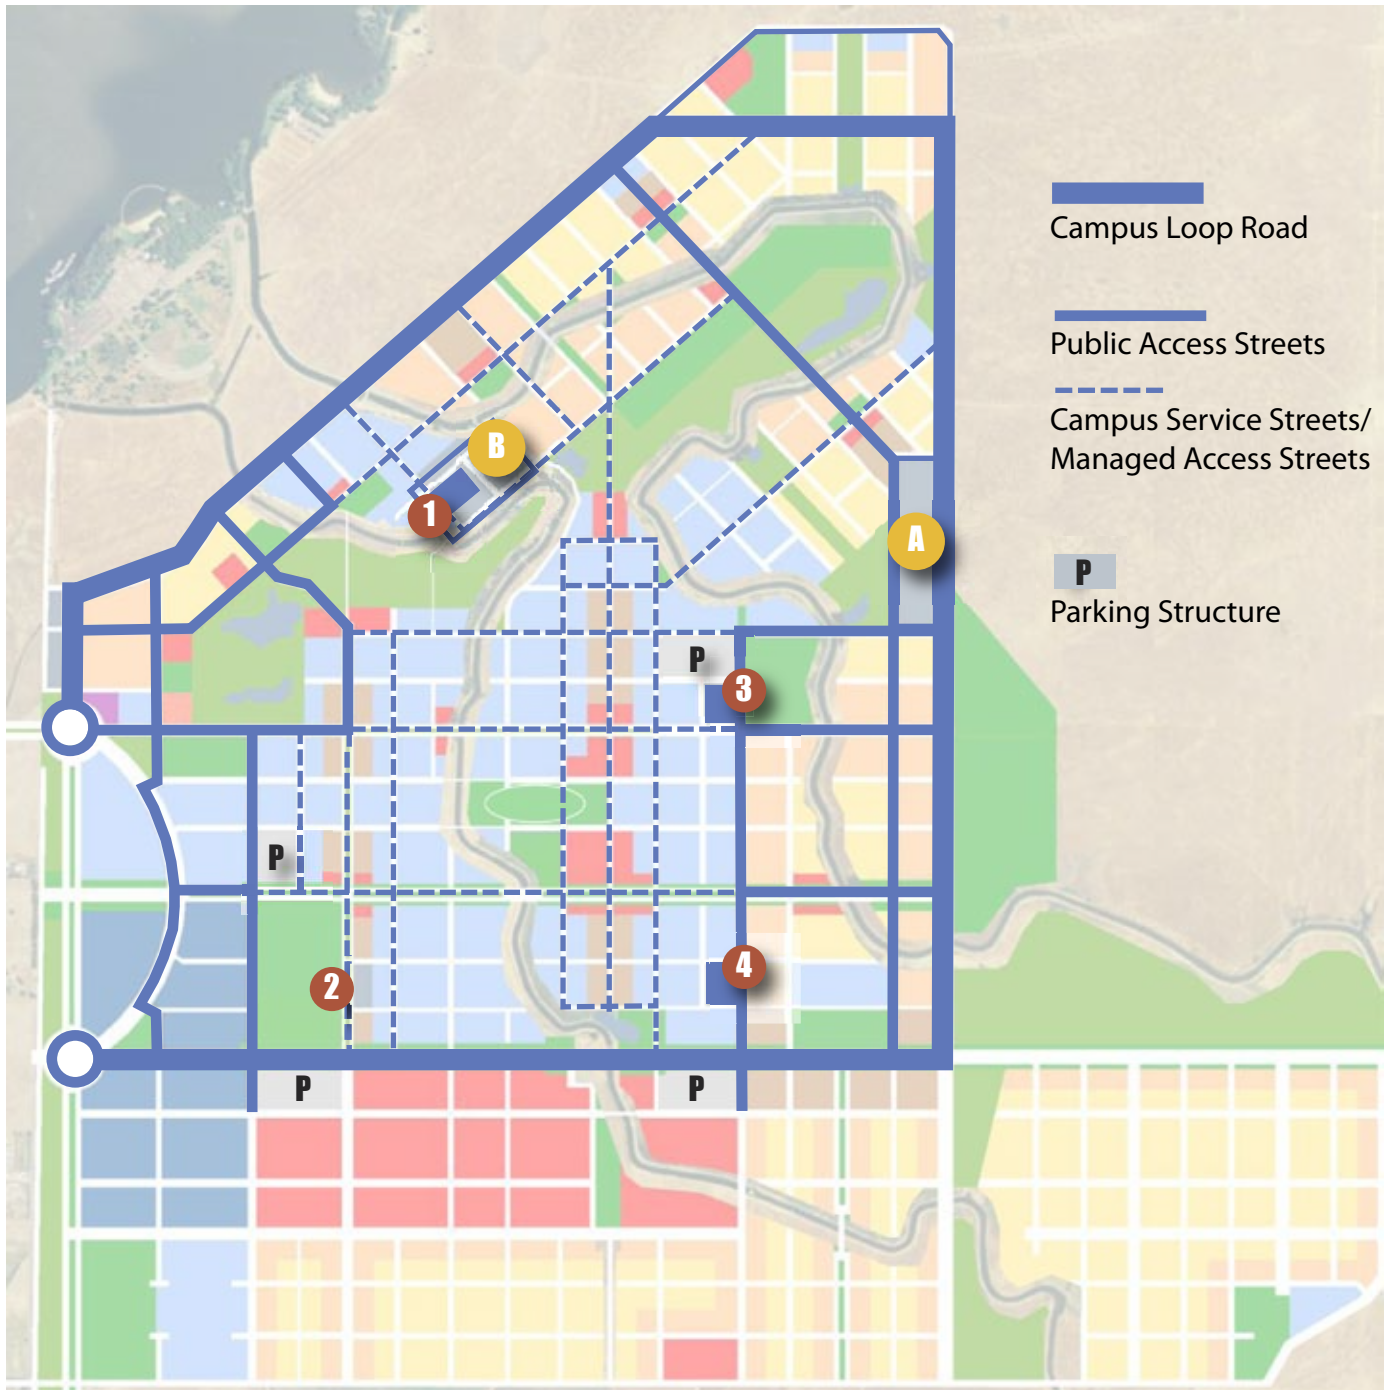 Campus Loop Road
Public Access Streets
Campus Service Streets/
Managed Access Streets
P
Parking Structure
B
1
A
P
3
P
2
4
P
P